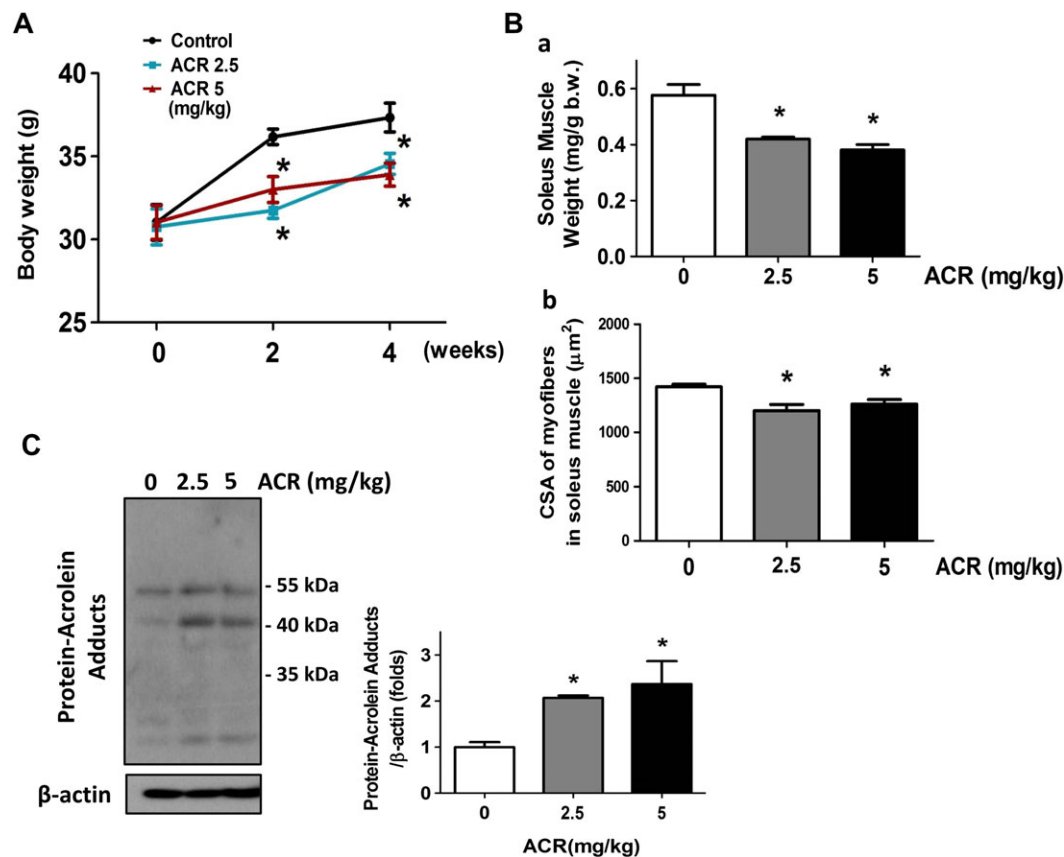 A
Control
ACR 2.5
ACR 5
(mg/kg)
Body weight (g)
40
35
30
25
0 2 4 (weeks)
* * * *
B
a
Soleus Muscle
Weight (mg/g b.w.)
0.6
0.4
0.2
0.0
* *
0 2.5 5 ACR (mg/kg)
b
CSA of myofibers
in soleus muscle (μm²)
2000
1500
1000
500
0
* *
0 2.5 5 ACR (mg/kg)
C
0 2.5 5 ACR (mg/kg)
Protein-Acrolein
Adducts
- 55 kDa
- 40 kDa
- 35 kDa
β-actin
Protein-Acrolein Adducts
/β-actin (folds)
3
2
1
0
* *
0 2.5 5
ACR(mg/kg)